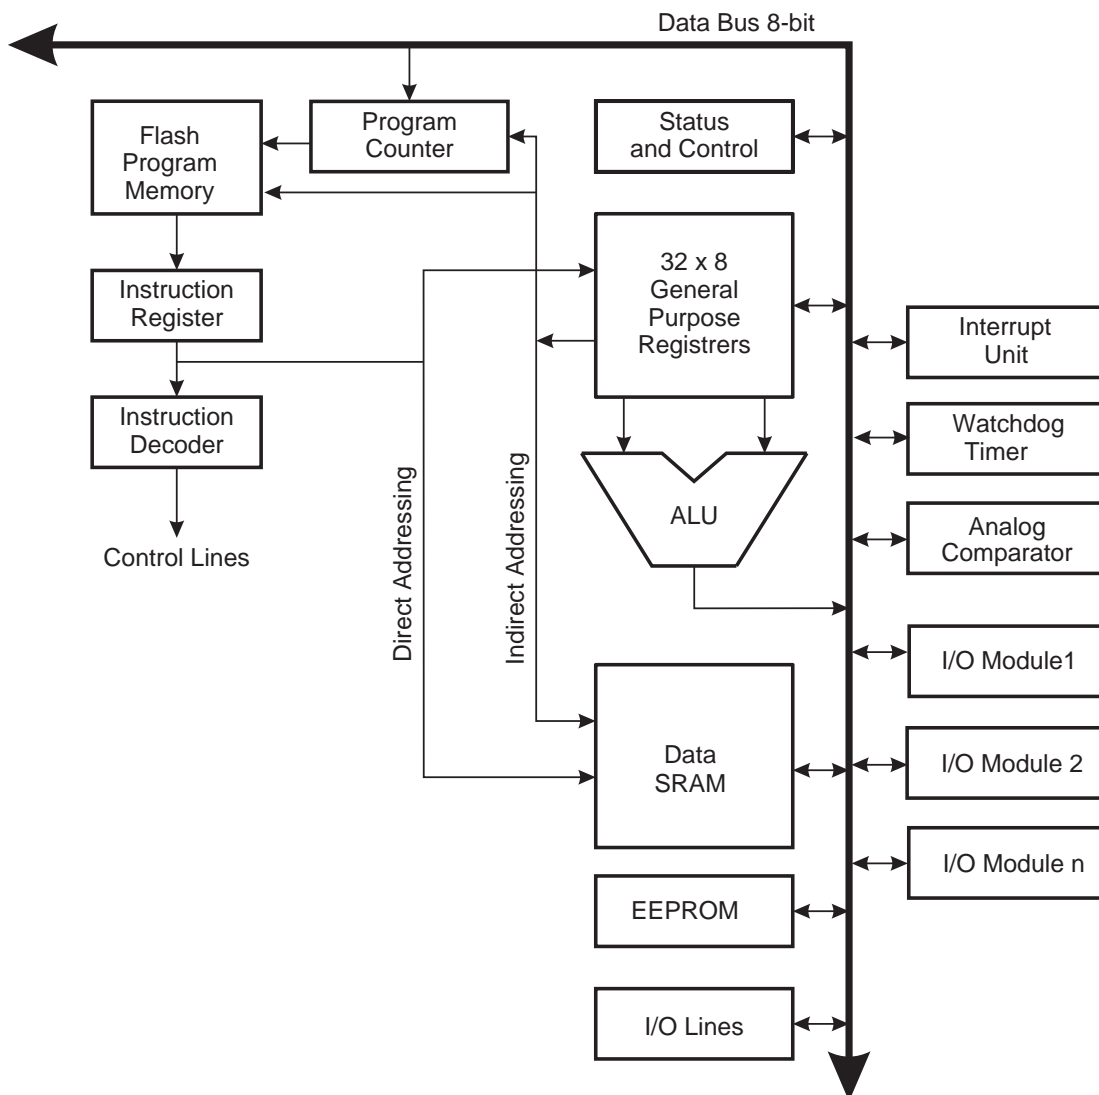 Data Bus 8-bit
Flash
Program
Memory
Program
Counter
Status
and Control
32 x 8
General
Purpose
Registrers
Instruction
Register
Instruction
Decoder
Control Lines
Direct Addressing
Indirect Addressing
ALU
Interrupt
Unit
Watchdog
Timer
Analog
Comparator
I/O Module1
Data
SRAM
I/O Module 2
I/O Module n
EEPROM
I/O Lines